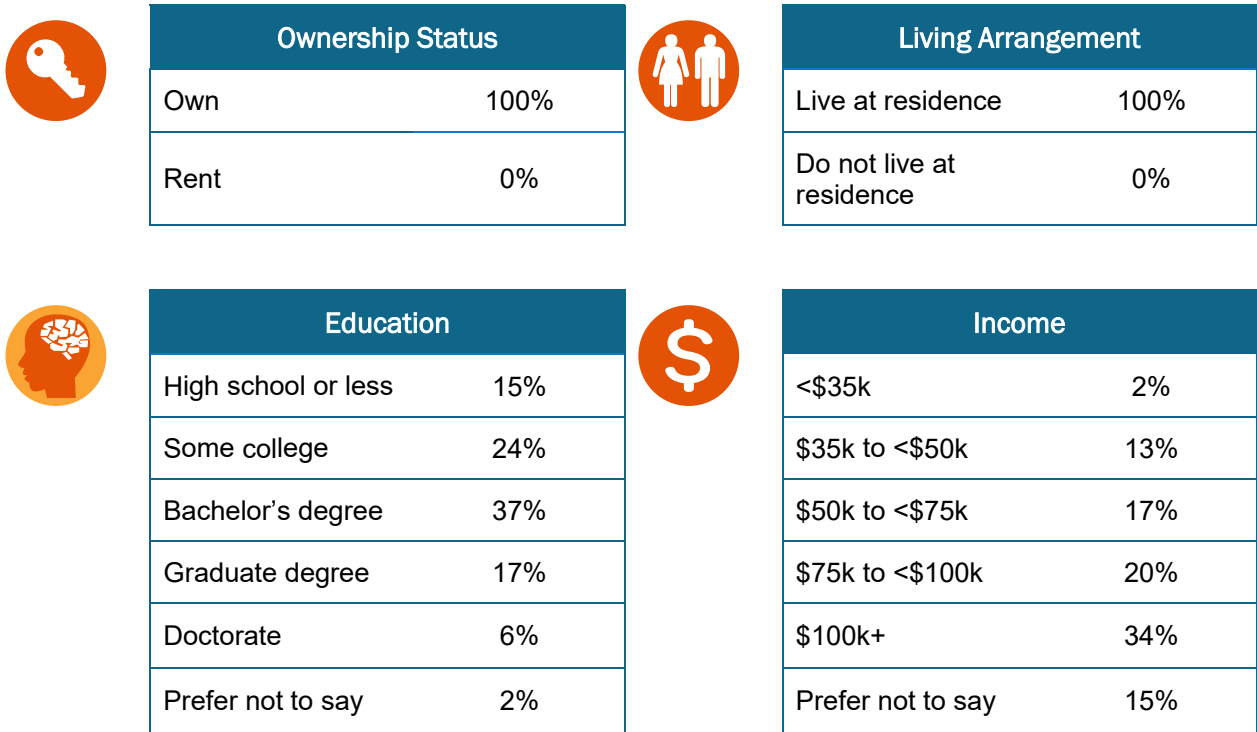 Ownership Status
Own 100%
Rent 0%
Living Arrangement
Live at residence 100%
Do not live at
residence 0%
Education
High school or less 15%
Some college 24%
Bachelor’s degree 37%
Graduate degree 17%
Doctorate 6%
Prefer not to say 2%
$
Income
<$35k 2%
$35k to <$50k 13%
$50k to <$75k 17%
$75k to <$100k 20%
$100k+ 34%
Prefer not to say 15%